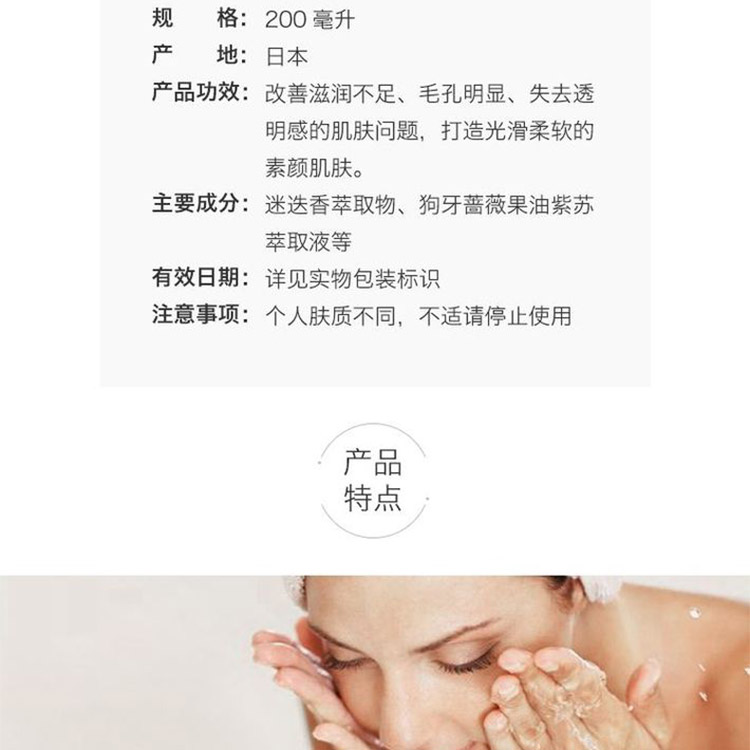 规 格：200 毫升
产 地：日本
产品功效：改善滋润不足、毛孔明显、失去透
明感的肌肤问题，打造光滑柔软的
素颜肌肤。
主要成分：迷迭香萃取物、狗牙蔷薇果油紫苏
萃取液等
有效日期：详见实物包装标识
注意事项：个人肤质不同，不适请停止使用
产品
特点